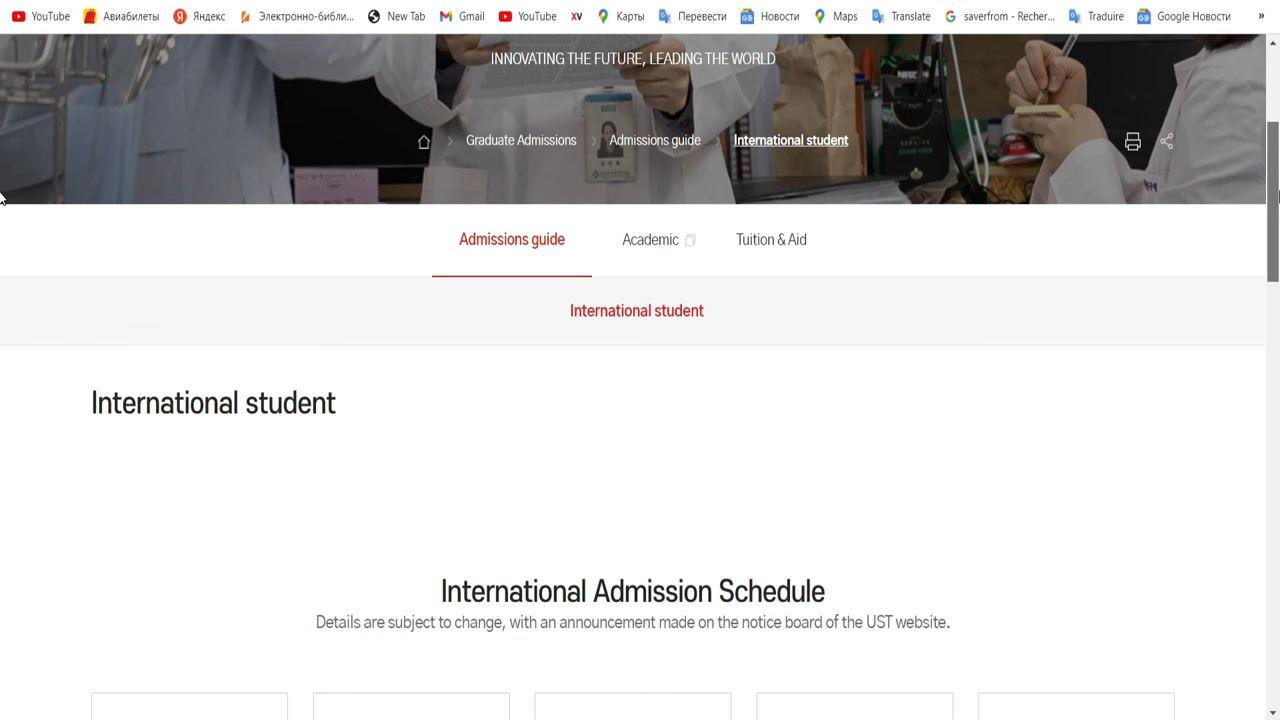 YouTube Авиабилеты Яндекс Электронно-библи... New Tab Gmail YouTube XV Карты Перевести Новости Maps Translate saverfrom - Recher... Traduire Google Новости »
INNOVATING THE FUTURE, LEADING THE WORLD
Graduate Admissions Admissions guide International student
Admissions guide Academic Tuition & Aid
International student
International student
International Admission Schedule
Details are subject to change, with an announcement made on the notice board of the UST website.